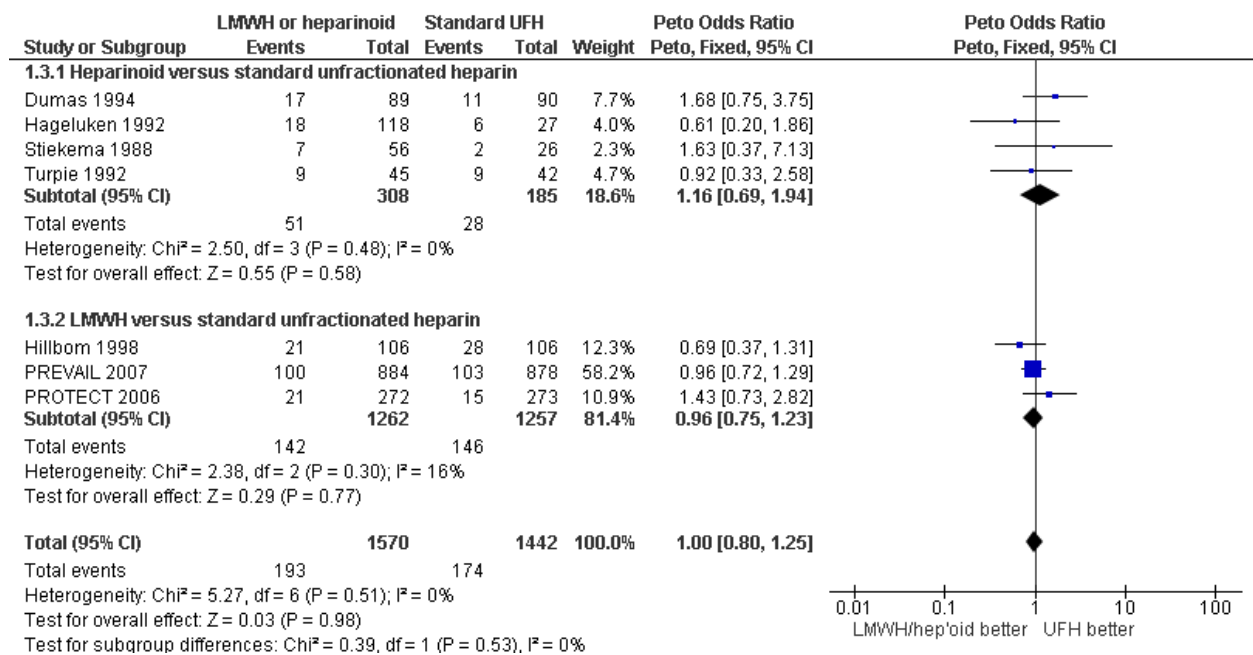 LMWH or heparinoid Standard UFH Peto Odds Ratio Peto Odds Ratio
Study or Subgroup Events Total Events Total Weight Peto, Fixed, 95% CI Peto, Fixed, 95% CI
1.3.1 Heparinoid versus standard unfractionated heparin
Dumas 1994 17 89 11 90 7.7% 1.68 [0.75, 3.75]
Hageluken 1992 18 118 6 27 4.0% 0.61 [0.20, 1.86]
Stiekema 1988 7 56 2 26 2.3% 1.63 [0.37, 7.13]
Turpie 1992 9 45 9 42 4.7% 0.92 [0.33, 2.58]
Subtotal (95% CI) 308 185 18.6% 1.16 [0.69, 1.94]
Total events 51 28
Heterogeneity: Chi² = 2.50, df = 3 (P = 0.48); I² = 0%
Test for overall effect: Z = 0.55 (P = 0.58)
1.3.2 LMWH versus standard unfractionated heparin
Hillbom 1998 21 106 28 106 12.3% 0.69 [0.37, 1.31]
PREVAIL 2007 100 884 103 878 58.2% 0.96 [0.72, 1.29]
PROTECT 2006 21 272 15 273 10.9% 1.43 [0.73, 2.82]
Subtotal (95% CI) 1262 1257 81.4% 0.96 [0.75, 1.23]
Total events 142 146
Heterogeneity: Chi² = 2.38, df = 2 (P = 0.30); I² = 16%
Test for overall effect: Z = 0.29 (P = 0.77)
Total (95% CI) 1570 1442 100.0% 1.00 [0.80, 1.25]
Total events 193 174
Heterogeneity: Chi² = 5.27, df = 6 (P = 0.51); I² = 0%
Test for overall effect: Z = 0.03 (P = 0.98)
Test for subgroup differences: Chi² = 0.39, df = 1 (P = 0.53), I² = 0%
0.01 0.1 1 10 100
LMWH/hep'oid better UFH better